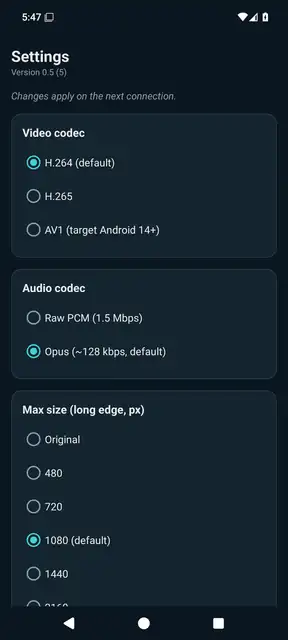 5:47
Settings
Version 0.5 (5)
Changes apply on the next connection.
Video codec
H.264 (default)
H.265
AV1 (target Android 14+)
Audio codec
Raw PCM (1.5 Mbps)
Opus (~128 kbps, default)
Max size (long edge, px)
Original
480
720
1080 (default)
1440